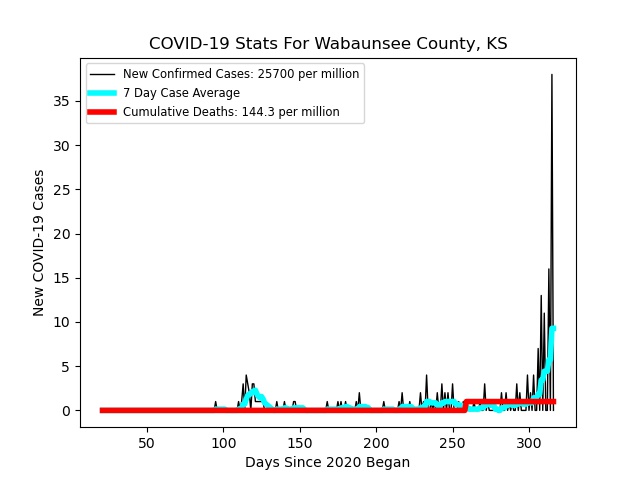 COVID-19 Stats For Wabaunsee County, KS
New Confirmed Cases: 25700 per million
7 Day Case Average
Cumulative Deaths: 144.3 per million
New COVID-19 Cases
35
30
25
20
15
10
5
0
50 100 150 200 250 300
Days Since 2020 Began